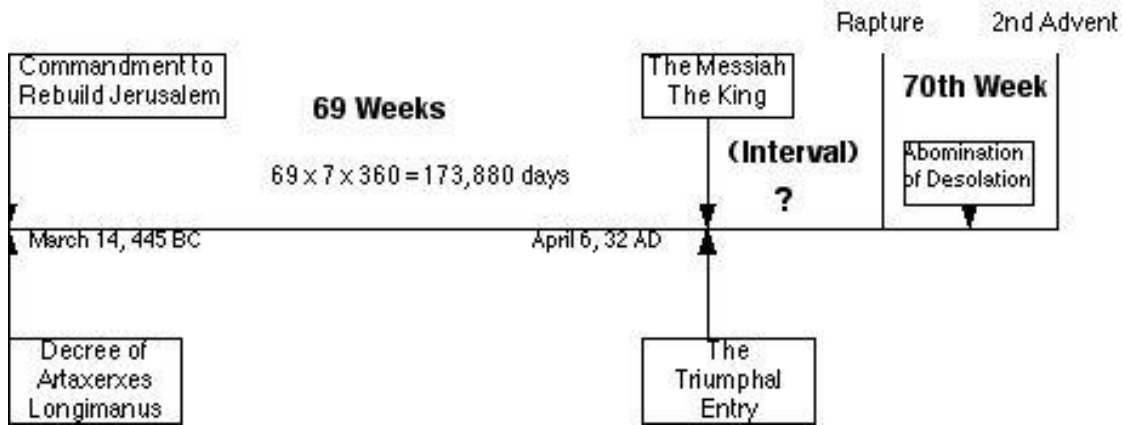 Rapture 2nd Advent
Commandment to
Rebuild Jerusalem
69 Weeks
69 x 7 x 360 = 173,880 days
The Messiah
The King
(Interval)
?
70th Week
Abomination
of Desolation
March 14, 445 BC
April 6, 32 AD
Decree of
Artaxerxes
Longimanus
The
Triumphal
Entry